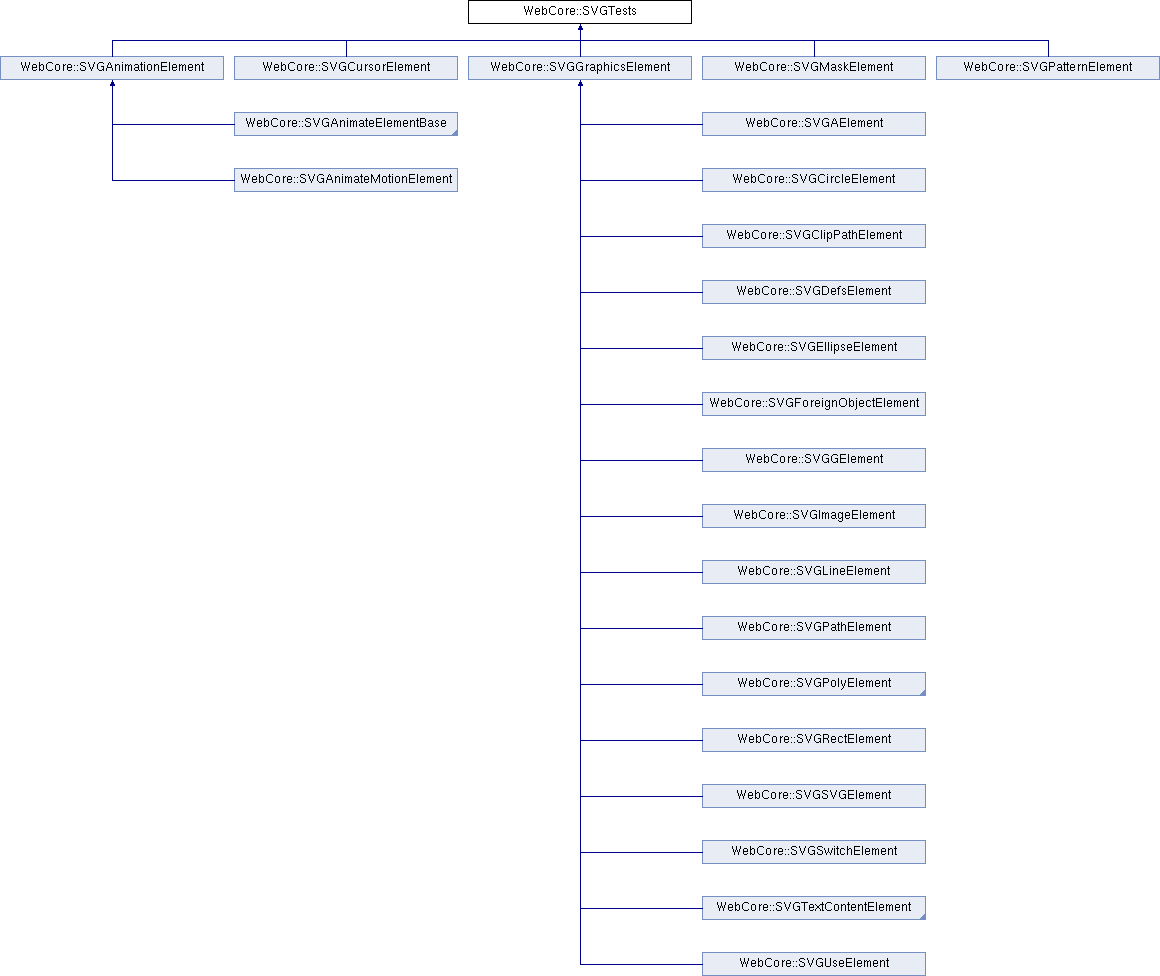 WebCore::SVGTests
WebCore::SVGAnimationElement
WebCore::SVGCursorElement
WebCore::SVGGraphicsElement
WebCore::SVGMaskElement
WebCore::SVGPatternElement
WebCore::SVGAnimateElementBase
WebCore::SVGAElement
WebCore::SVGAnimateMotionElement
WebCore::SVGCircleElement
WebCore::SVGClipPathElement
WebCore::SVGDefsElement
WebCore::SVGEllipseElement
WebCore::SVGForeignObjectElement
WebCore::SVGGElement
WebCore::SVGImageElement
WebCore::SVGLineElement
WebCore::SVGPathElement
WebCore::SVGPolyElement
WebCore::SVGRectElement
WebCore::SVGSVGElement
WebCore::SVGSwitchElement
WebCore::SVGTextContentElement
WebCore::SVGUseElement